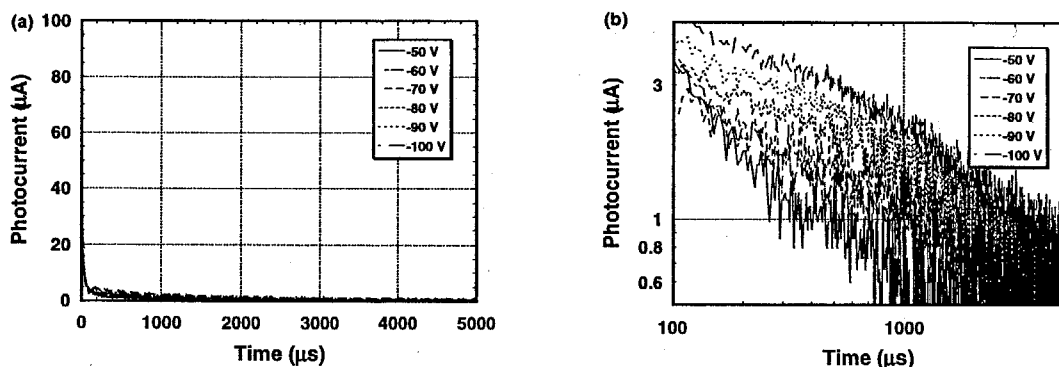 (a)
Photocurrent (µA)
100
80
60
40
20
0
-50 V
-60 V
-70 V
-80 V
-90 V
-100 V
0 1000 2000 3000 4000 5000
Time (µs)
(b)
Photocurrent (µA)
3
1
0.8
0.6
-50 V
-60 V
-70 V
-80 V
-90 V
-100 V
100 1000
Time (µs)